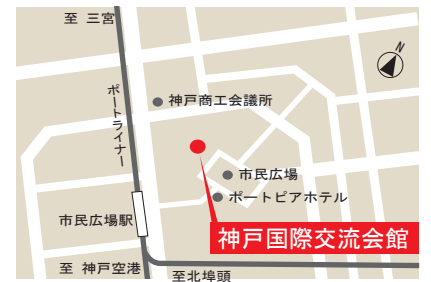 至 三宮
N
ポートライナー
神戸商工会議所
市民広場
ポートピアホテル
市民広場駅
神戸国際交流会館
至 神戸空港
至北埠頭